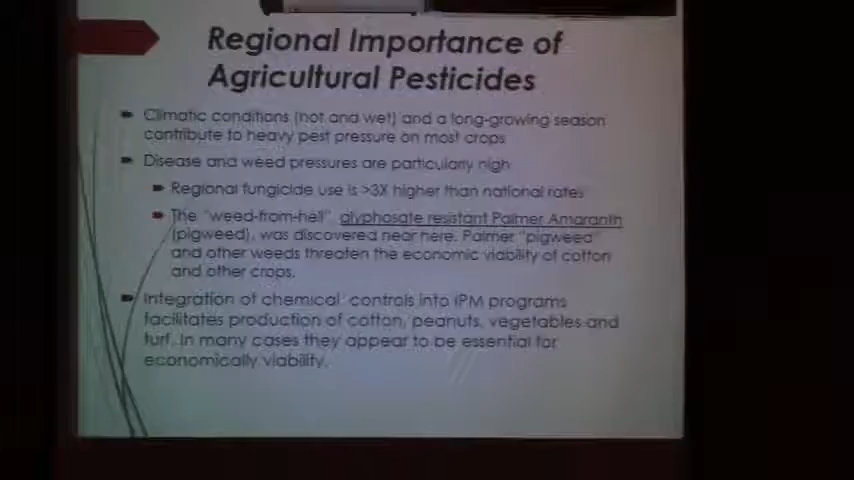 Regional Importance of
Agricultural Pesticides
Climatic conditions (hot and wet) and a long-growing season
contribute to heavy pest pressure on most crops
Disease and weed pressures are particularly high
Regional fungicide use is >3X higher than national rates
The "weed-from-hell", glyphosate resistant Palmer Amaranth
(pigweed), was discovered near here. Palmer "pigweed"
and other weeds threaten the economic viability of cotton
and other crops.
Integration of chemical controls into IPM programs
facilitates production of cotton, peanuts, vegetables and
turf. In many cases they appear to be essential for
economically viability.